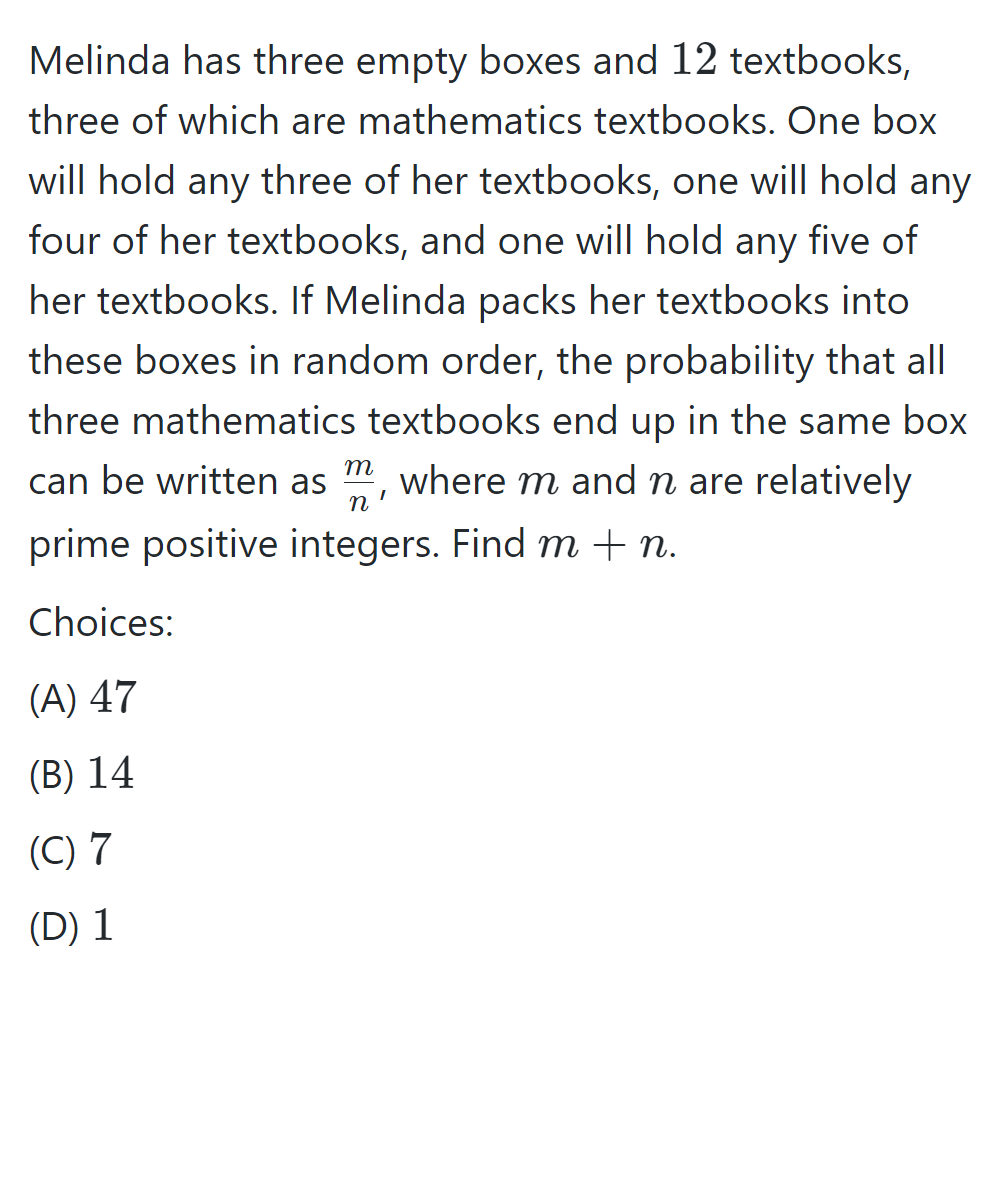 Melinda has three empty boxes and 12 textbooks,
three of which are mathematics textbooks. One box
will hold any three of her textbooks, one will hold any
four of her textbooks, and one will hold any five of
her textbooks. If Melinda packs her textbooks into
these boxes in random order, the probability that all
three mathematics textbooks end up in the same box
can be written as $\frac{m}{n}$, where $m$ and $n$ are relatively
prime positive integers. Find $m + n$.
Choices:
(A) 47
(B) 14
(C) 7
(D) 1